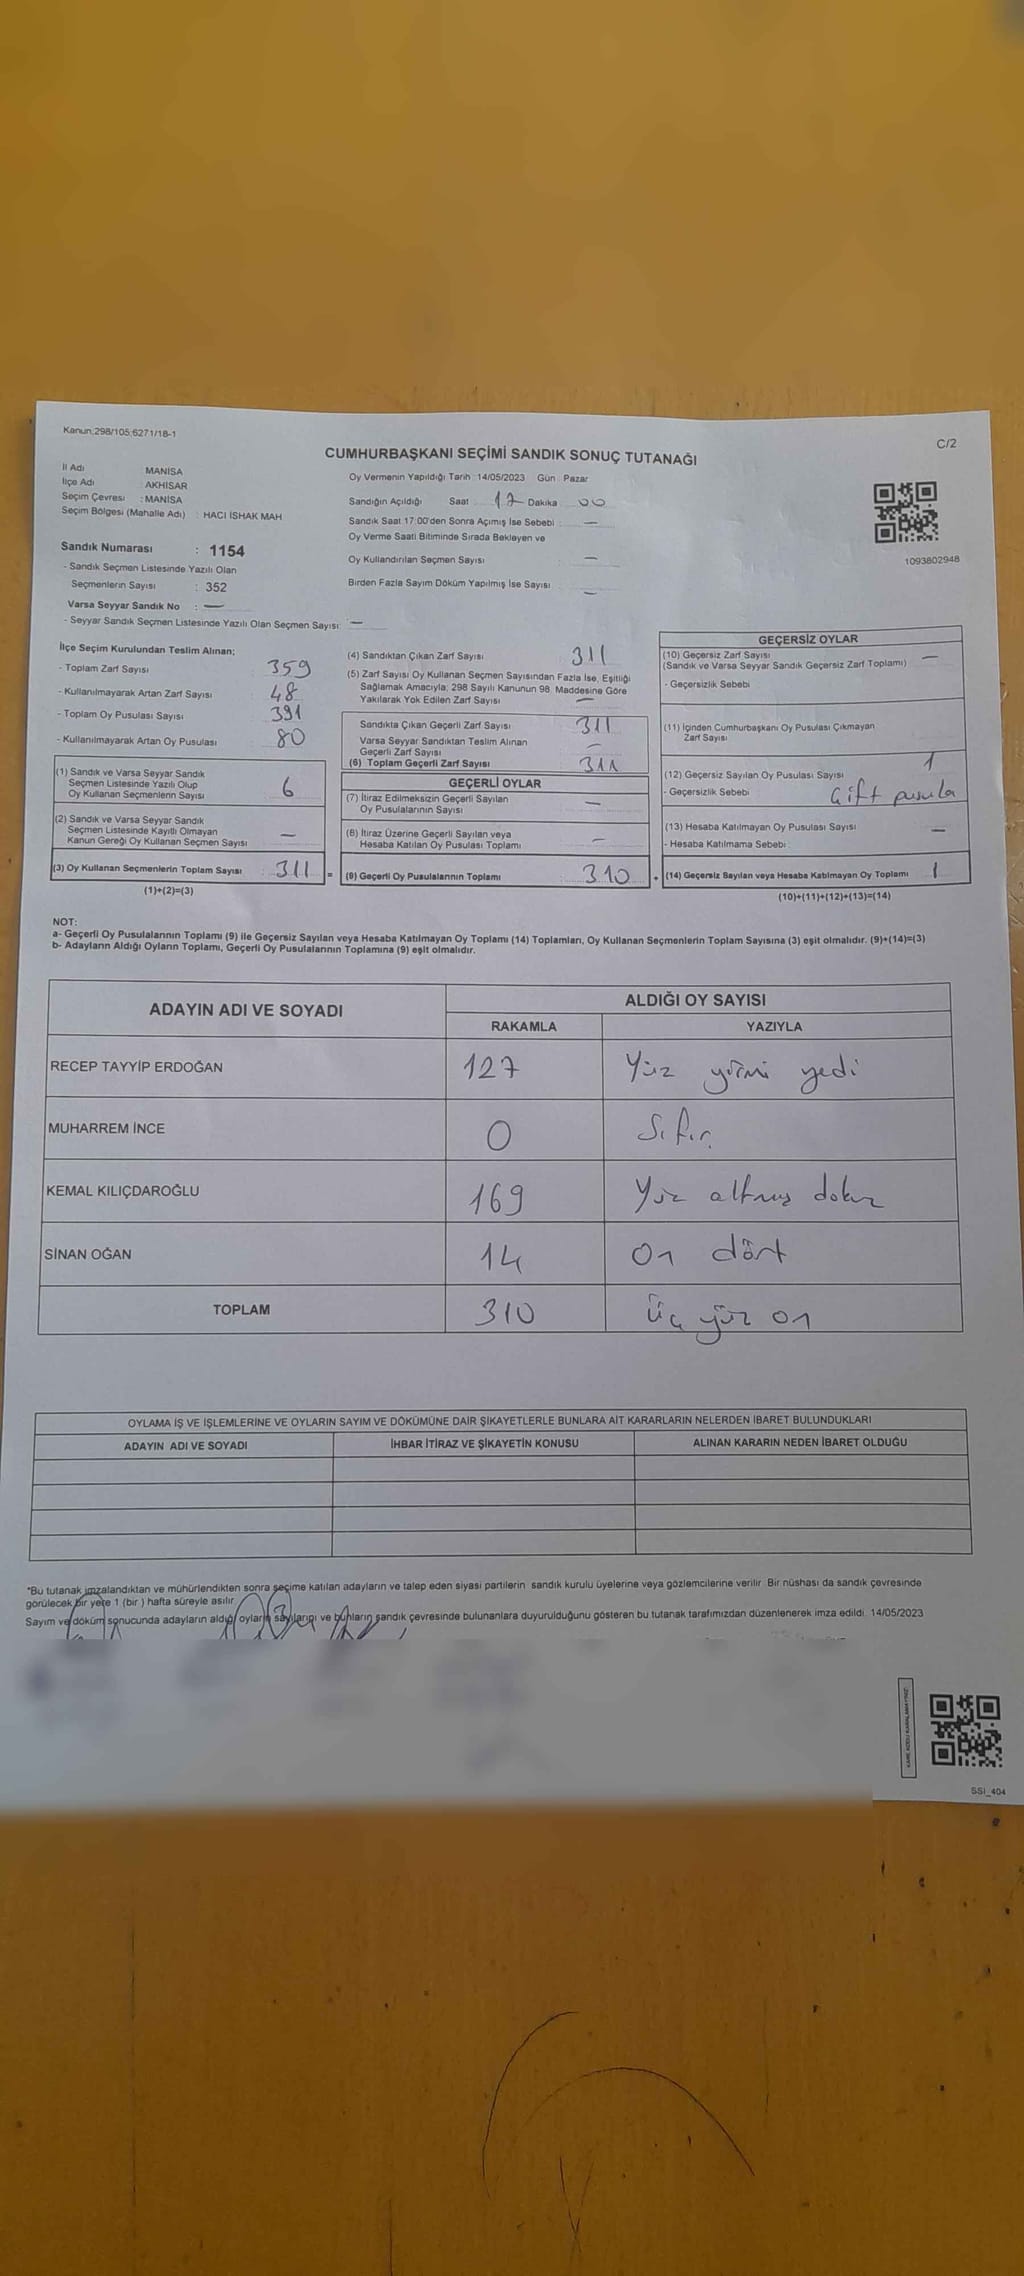 Kanun:298/105;6271/18-1
C/2
CUMHURBAŞKANI SEÇİMİ SANDIK SONUÇ TUTANAĞI
İl Adı MANİSA
İlçe Adı : AKHİSAR
Seçim Çevresi : MANİSA
Seçim Bölgesi (Mahalle Adı) : HACI İSHAK MAH
Oy Vermenin Yapıldığı Tarih : 14/05/2023 Gün : Pazar
Sandığın Açıldığı Saat 17 Dakika 00
Sandık Saat 17:00'den Sonra Açmış İse Sebebi : —
Oy Verme Saati Bitiminde Sırada Bekleyen ve
Oy Kullandırılan Seçmen Sayısı —
Birden Fazla Sayım Döküm Yapılmış İse Sayısı —
1093802948
Sandık Numarası : 1154
- Sandık Seçmen Listesinde Yazılı Olan
Seçmenlerin Sayısı : 352
Varsa Seyyar Sandık No : —
- Seyyar Sandık Seçmen Listesinde Yazılı Olan Seçmen Sayısı: —
İlçe Seçim Kurulundan Teslim Alınan;
- Toplam Zarf Sayısı 359
- Kullanılmayarak Artan Zarf Sayısı 48
- Toplam Oy Pusulası Sayısı 391
- Kullanılmayarak Artan Oy Pusulası 80
(1) Sandık ve Varsa Seyyar Sandık
Seçmen Listesinde Yazılı Olup
Oy Kullanan Seçmenlerin Sayısı 6
(2) Sandık ve Varsa Seyyar Sandık
Seçmen Listesinde Kayıtlı Olmayan
Kanun Gereği Oy Kullanan Seçmen Sayısı —
(3) Oy Kullanan Seçmenlerin Toplam Sayısı : 311 =
(1)+(2)=(3)
(4) Sandıktan Çıkan Zarf Sayısı 311
(5) Zarf Sayısı Oy Kullanan Seçmen Sayısından Fazla İse, Eşitliği
Sağlamak Amacıyla; 298 Sayılı Kanunun 98. Maddesine Göre
Yakılarak Yok Edilen Zarf Sayısı —
Sandıkta Çıkan Geçerli Zarf Sayısı 311
Varsa Seyyar Sandıktan Teslim Alınan
Geçerli Zarf Sayısı —
(6) Toplam Geçerli Zarf Sayısı 311
GEÇERLİ OYLAR
(7) İtiraz Edilmeksizin Geçerli Sayılan
Oy Pusulalarının Sayısı —
(8) İtiraz Üzerine Geçerli Sayılan veya
Hesaba Katılan Oy Pusulası Toplamı —
(9) Geçerli Oy Pusulalarının Toplamı 310 +
GEÇERSİZ OYLAR
(10) Geçersiz Zarf Sayısı —
(Sandık ve Varsa Seyyar Sandık Geçersiz Zarf Toplamı)
- Geçersizlik Sebebi
(11) İçinden Cumhurbaşkanı Oy Pusulası Çıkmayan
Zarf Sayısı
(12) Geçersiz Sayılan Oy Pusulası Sayısı 1
- Geçersizlik Sebebi Çift pusula
(13) Hesaba Katılmayan Oy Pusulası Sayısı —
- Hesaba Katılmama Sebebi :
(14) Geçersiz Sayılan veya Hesaba Katılmayan Oy Toplamı 1
(10)+(11)+(12)+(13)=(14)
NOT:
a- Geçerli Oy Pusulalarının Toplamı (9) ile Geçersiz Sayılan veya Hesaba Katılmayan Oy Toplamı (14) Toplamları, Oy Kullanan Seçmenlerin Toplam Sayısına (3) eşit olmalıdır. (9)+(14)=(3)
b- Adayların Aldığı Oyların Toplamı, Geçerli Oy Pusulalarının Toplamına (9) eşit olmalıdır.
ADAYIN ADI VE SOYADI ALDIĞI OY SAYISI
RAKAMLA YAZIYLA
RECEP TAYYİP ERDOĞAN 127 Yüz yirmi yedi
MUHARREM İNCE 0 Sıfır
KEMAL KILIÇDAROĞLU 169 Yüz altmış dokuz
SİNAN OĞAN 14 On dört
TOPLAM 310 Üç yüz on
OYLAMA İŞ VE İŞLEMLERİNE VE OYLARIN SAYIM VE DÖKÜMÜNE DAİR ŞİKAYETLERLE BUNLARA AİT KARARLARIN NELERDEN İBARET BULUNDUKLARI
ADAYIN ADI VE SOYADI İHBAR İTİRAZ VE ŞİKAYETİN KONUSU ALINAN KARARIN NEDEN İBARET OLDUĞU
*Bu tutanak imzalandıktan ve mühürlendikten sonra seçime katılan adayların ve talep eden siyasi partilerin sandık kurulu üyelerine veya gözlemcilerine verilir. Bir nüshası da sandık çevresinde
görülecek bir yere 1 (bir ) hafta süreyle asılır.
Sayım ve döküm sonucunda adayların aldığı oyların sayılarını ve bunların sandık çevresinde bulunanlara duyurulduğunu gösteren bu tutanak tarafımızdan düzenlenerek imza edildi. 14/05/2023
KARE KODU KARALAMAYINIZ!
SSI_404